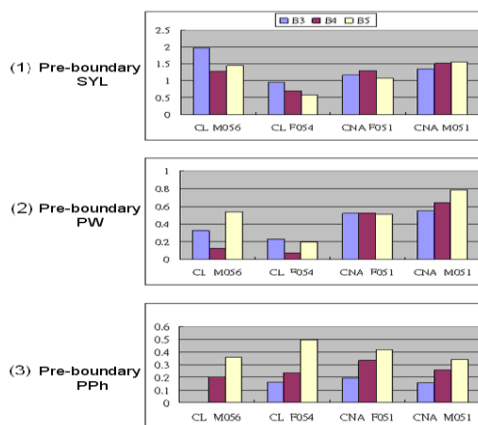 B3 B4 B5
(1) Pre-boundary
SYL
2.5
2
1.5
1
0.5
0
CL M056 CL F054 CNA F051 CNA M051
(2) Pre-boundary
PW
1
0.8
0.6
0.4
0.2
0
CL M056 CL F054 CNA F051 CNA M051
(3) Pre-boundary
PPh
0.6
0.5
0.4
0.3
0.2
0.1
0
CL M056 CL F054 CNA F051 CNA M051